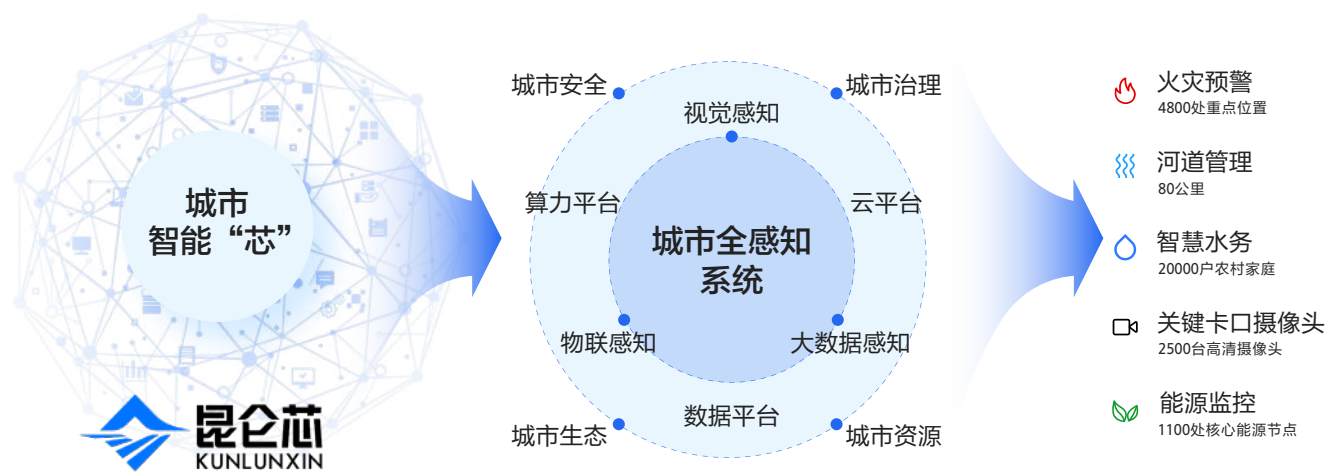 城市
智能“芯”
昆仑芯
KUNLUNXIN
城市安全
城市治理
视觉感知
算力平台
云平台
城市全感知
系统
物联感知
大数据感知
数据平台
城市生态
城市资源
火灾预警
4800处重点位置
河道管理
80公里
智慧水务
20000户农村家庭
关键卡口摄像头
2500台高清摄像头
能源监控
1100处核心能源节点